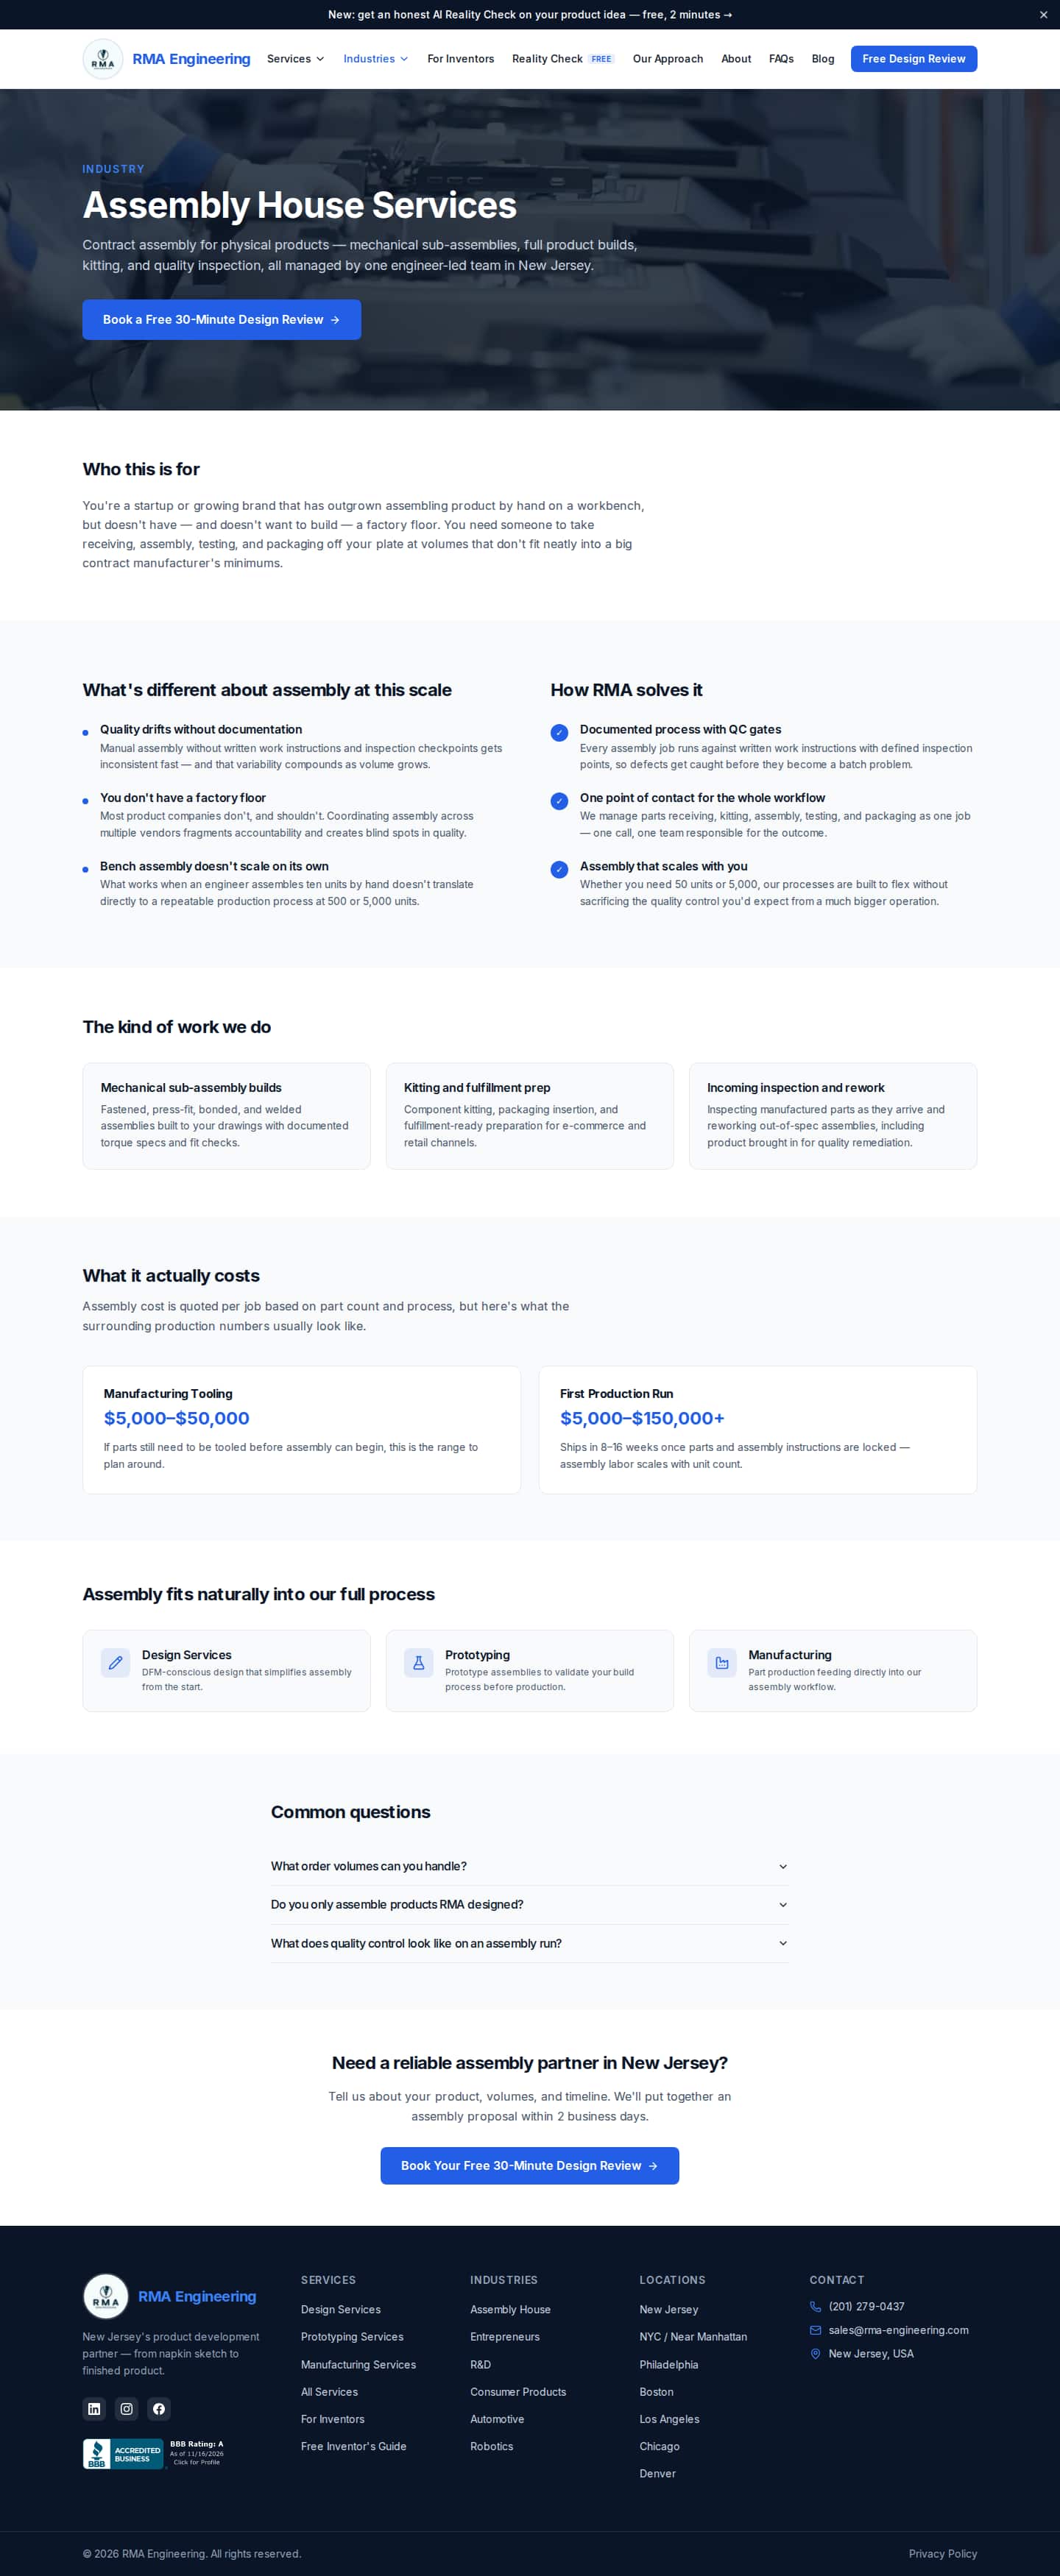 New: get an honest AI Reality Check on your product idea — free, 2 minutes →
✕
RMA
RMA Engineering
Services
Industries
For Inventors
Reality Check FREE
Our Approach
About
FAQs
Blog
Free Design Review
INDUSTRY
Assembly House Services
Contract assembly for physical products — mechanical sub-assemblies, full product builds,
kitting, and quality inspection, all managed by one engineer-led team in New Jersey.
Book a Free 30-Minute Design Review →
Who this is for
You're a startup or growing brand that has outgrown assembling product by hand on a workbench,
but doesn't have — and doesn't want to build — a factory floor. You need someone to take
receiving, assembly, testing, and packaging off your plate at volumes that don't fit neatly into a big
contract manufacturer's minimums.
What's different about assembly at this scale
Quality drifts without documentation
Manual assembly without written work instructions and inspection checkpoints gets
inconsistent fast — and that variability compounds as volume grows.
You don't have a factory floor
Most product companies don't, and shouldn't. Coordinating assembly across
multiple vendors fragments accountability and creates blind spots in quality.
Bench assembly doesn't scale on its own
What works when an engineer assembles ten units by hand doesn't translate
directly to a repeatable production process at 500 or 5,000 units.
How RMA solves it
✓ Documented process with QC gates
Every assembly job runs against written work instructions with defined inspection
points, so defects get caught before they become a batch problem.
✓ One point of contact for the whole workflow
We manage parts receiving, kitting, assembly, testing, and packaging as one job
— one call, one team responsible for the outcome.
✓ Assembly that scales with you
Whether you need 50 units or 5,000, our processes are built to flex without
sacrificing the quality control you'd expect from a much bigger operation.
The kind of work we do
Mechanical sub-assembly builds
Fastened, press-fit, bonded, and welded
assemblies built to your drawings with documented
torque specs and fit checks.
Kitting and fulfillment prep
Component kitting, packaging insertion, and
fulfillment-ready preparation for e-commerce and
retail channels.
Incoming inspection and rework
Inspecting manufactured parts as they arrive and
reworking out-of-spec assemblies, including
product brought in for quality remediation.
What it actually costs
Assembly cost is quoted per job based on part count and process, but here's what the
surrounding production numbers usually look like.
Manufacturing Tooling
$5,000–$50,000
If parts still need to be tooled before assembly can begin, this is the range to
plan around.
First Production Run
$5,000–$150,000+
Ships in 8–16 weeks once parts and assembly instructions are locked —
assembly labor scales with unit count.
Assembly fits naturally into our full process
Design Services
DFM-conscious design that simplifies assembly
from the start.
Prototyping
Prototype assemblies to validate your build
process before production.
Manufacturing
Part production feeding directly into our
assembly workflow.
Common questions
What order volumes can you handle?
Do you only assemble products RMA designed?
What does quality control look like on an assembly run?
Need a reliable assembly partner in New Jersey?
Tell us about your product, volumes, and timeline. We'll put together an
assembly proposal within 2 business days.
Book Your Free 30-Minute Design Review →
RMA
RMA Engineering
New Jersey's product development
partner — from napkin sketch to
finished product.
BBB
ACCREDITED
BUSINESS
BBB Rating: A
As of 11/16/2026
Click for Profile
SERVICES
Design Services
Prototyping Services
Manufacturing Services
All Services
For Inventors
Free Inventor's Guide
INDUSTRIES
Assembly House
Entrepreneurs
R&D
Consumer Products
Automotive
Robotics
LOCATIONS
New Jersey
NYC / Near Manhattan
Philadelphia
Boston
Los Angeles
Chicago
Denver
CONTACT
(201) 279-0437
sales@rma-engineering.com
New Jersey, USA
© 2026 RMA Engineering. All rights reserved.
Privacy Policy